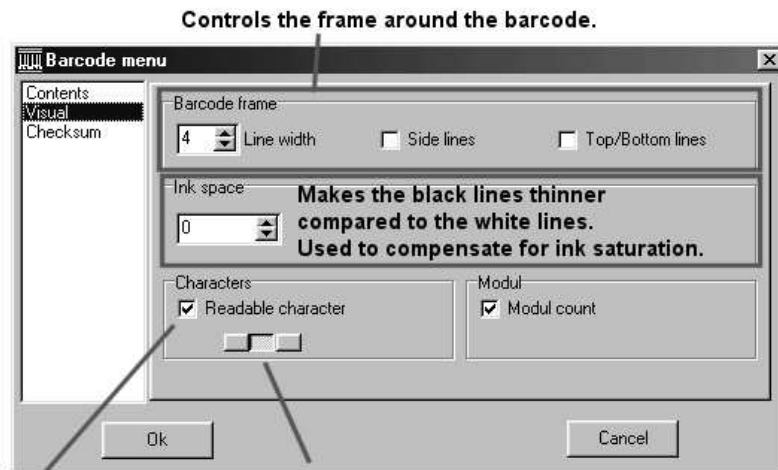 Controls the frame around the barcode.
Barcode menu
Contents
Visual
Checksum
Barcode frame
4 Line width Side lines Top/Bottom lines
Ink space
0
Makes the black lines thinner
compared to the white lines.
Used to compensate for ink saturation.
Characters
Readable character
Modul
Modul count
Ok Cancel